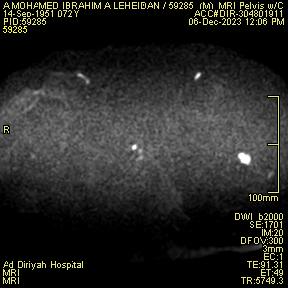 A MOHAMED IBRAHIM A LEHEIDAN / 59285 (M) MRI Pelvis w/C
14-Sep-1951 072Y ACC#DIR-304801911
PID:59285 06-Dec-2023 12:06 PM
59285
R
100mm
DWI_b2000
SE:1701
IM:20
DFOV:300
3mm
EC:1
Ad Diriyah Hospital TE:91.31
MRI ET:49
MRI TR:5749.3